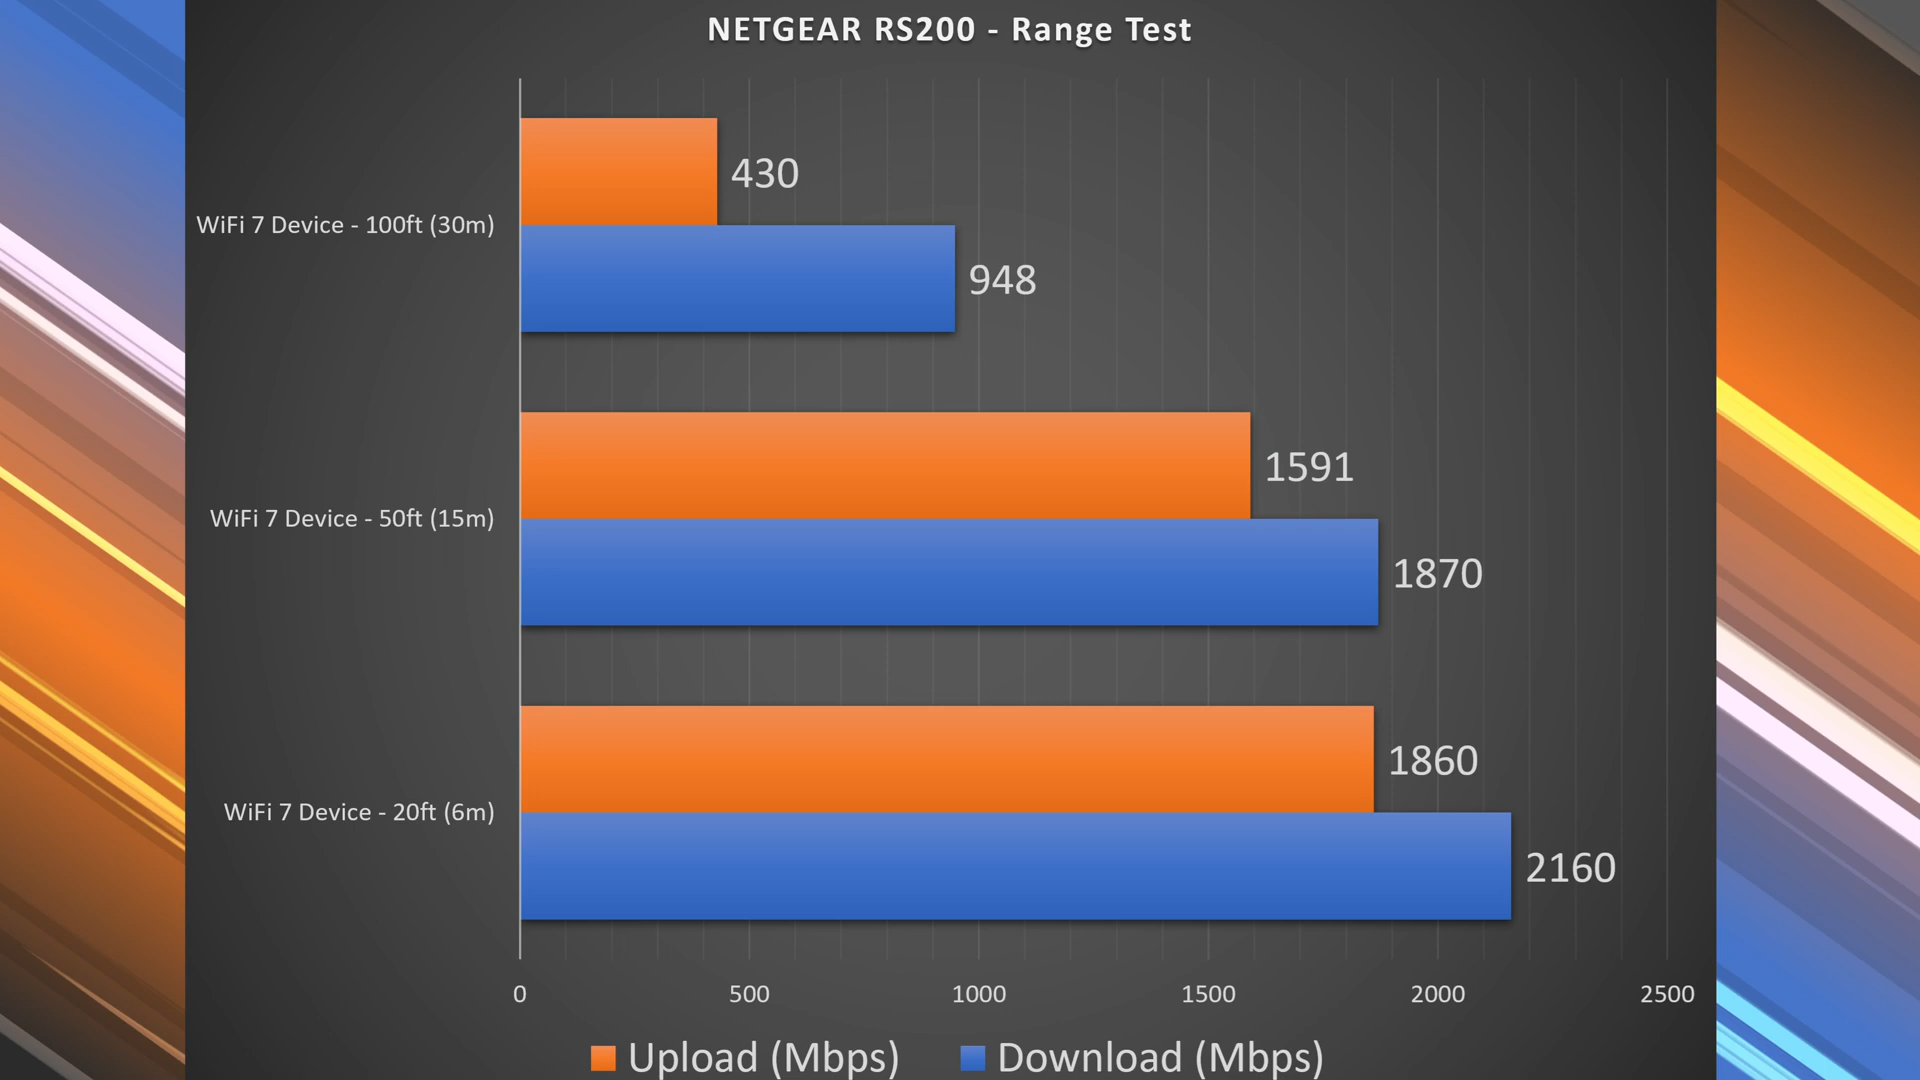 NETGEAR RS200 - Range Test
430
WiFi 7 Device - 100ft (30m)
948
1591
WiFi 7 Device - 50ft (15m)
1870
1860
WiFi 7 Device - 20ft (6m)
2160
0 500 1000 1500 2000 2500
Upload (Mbps) Download (Mbps)